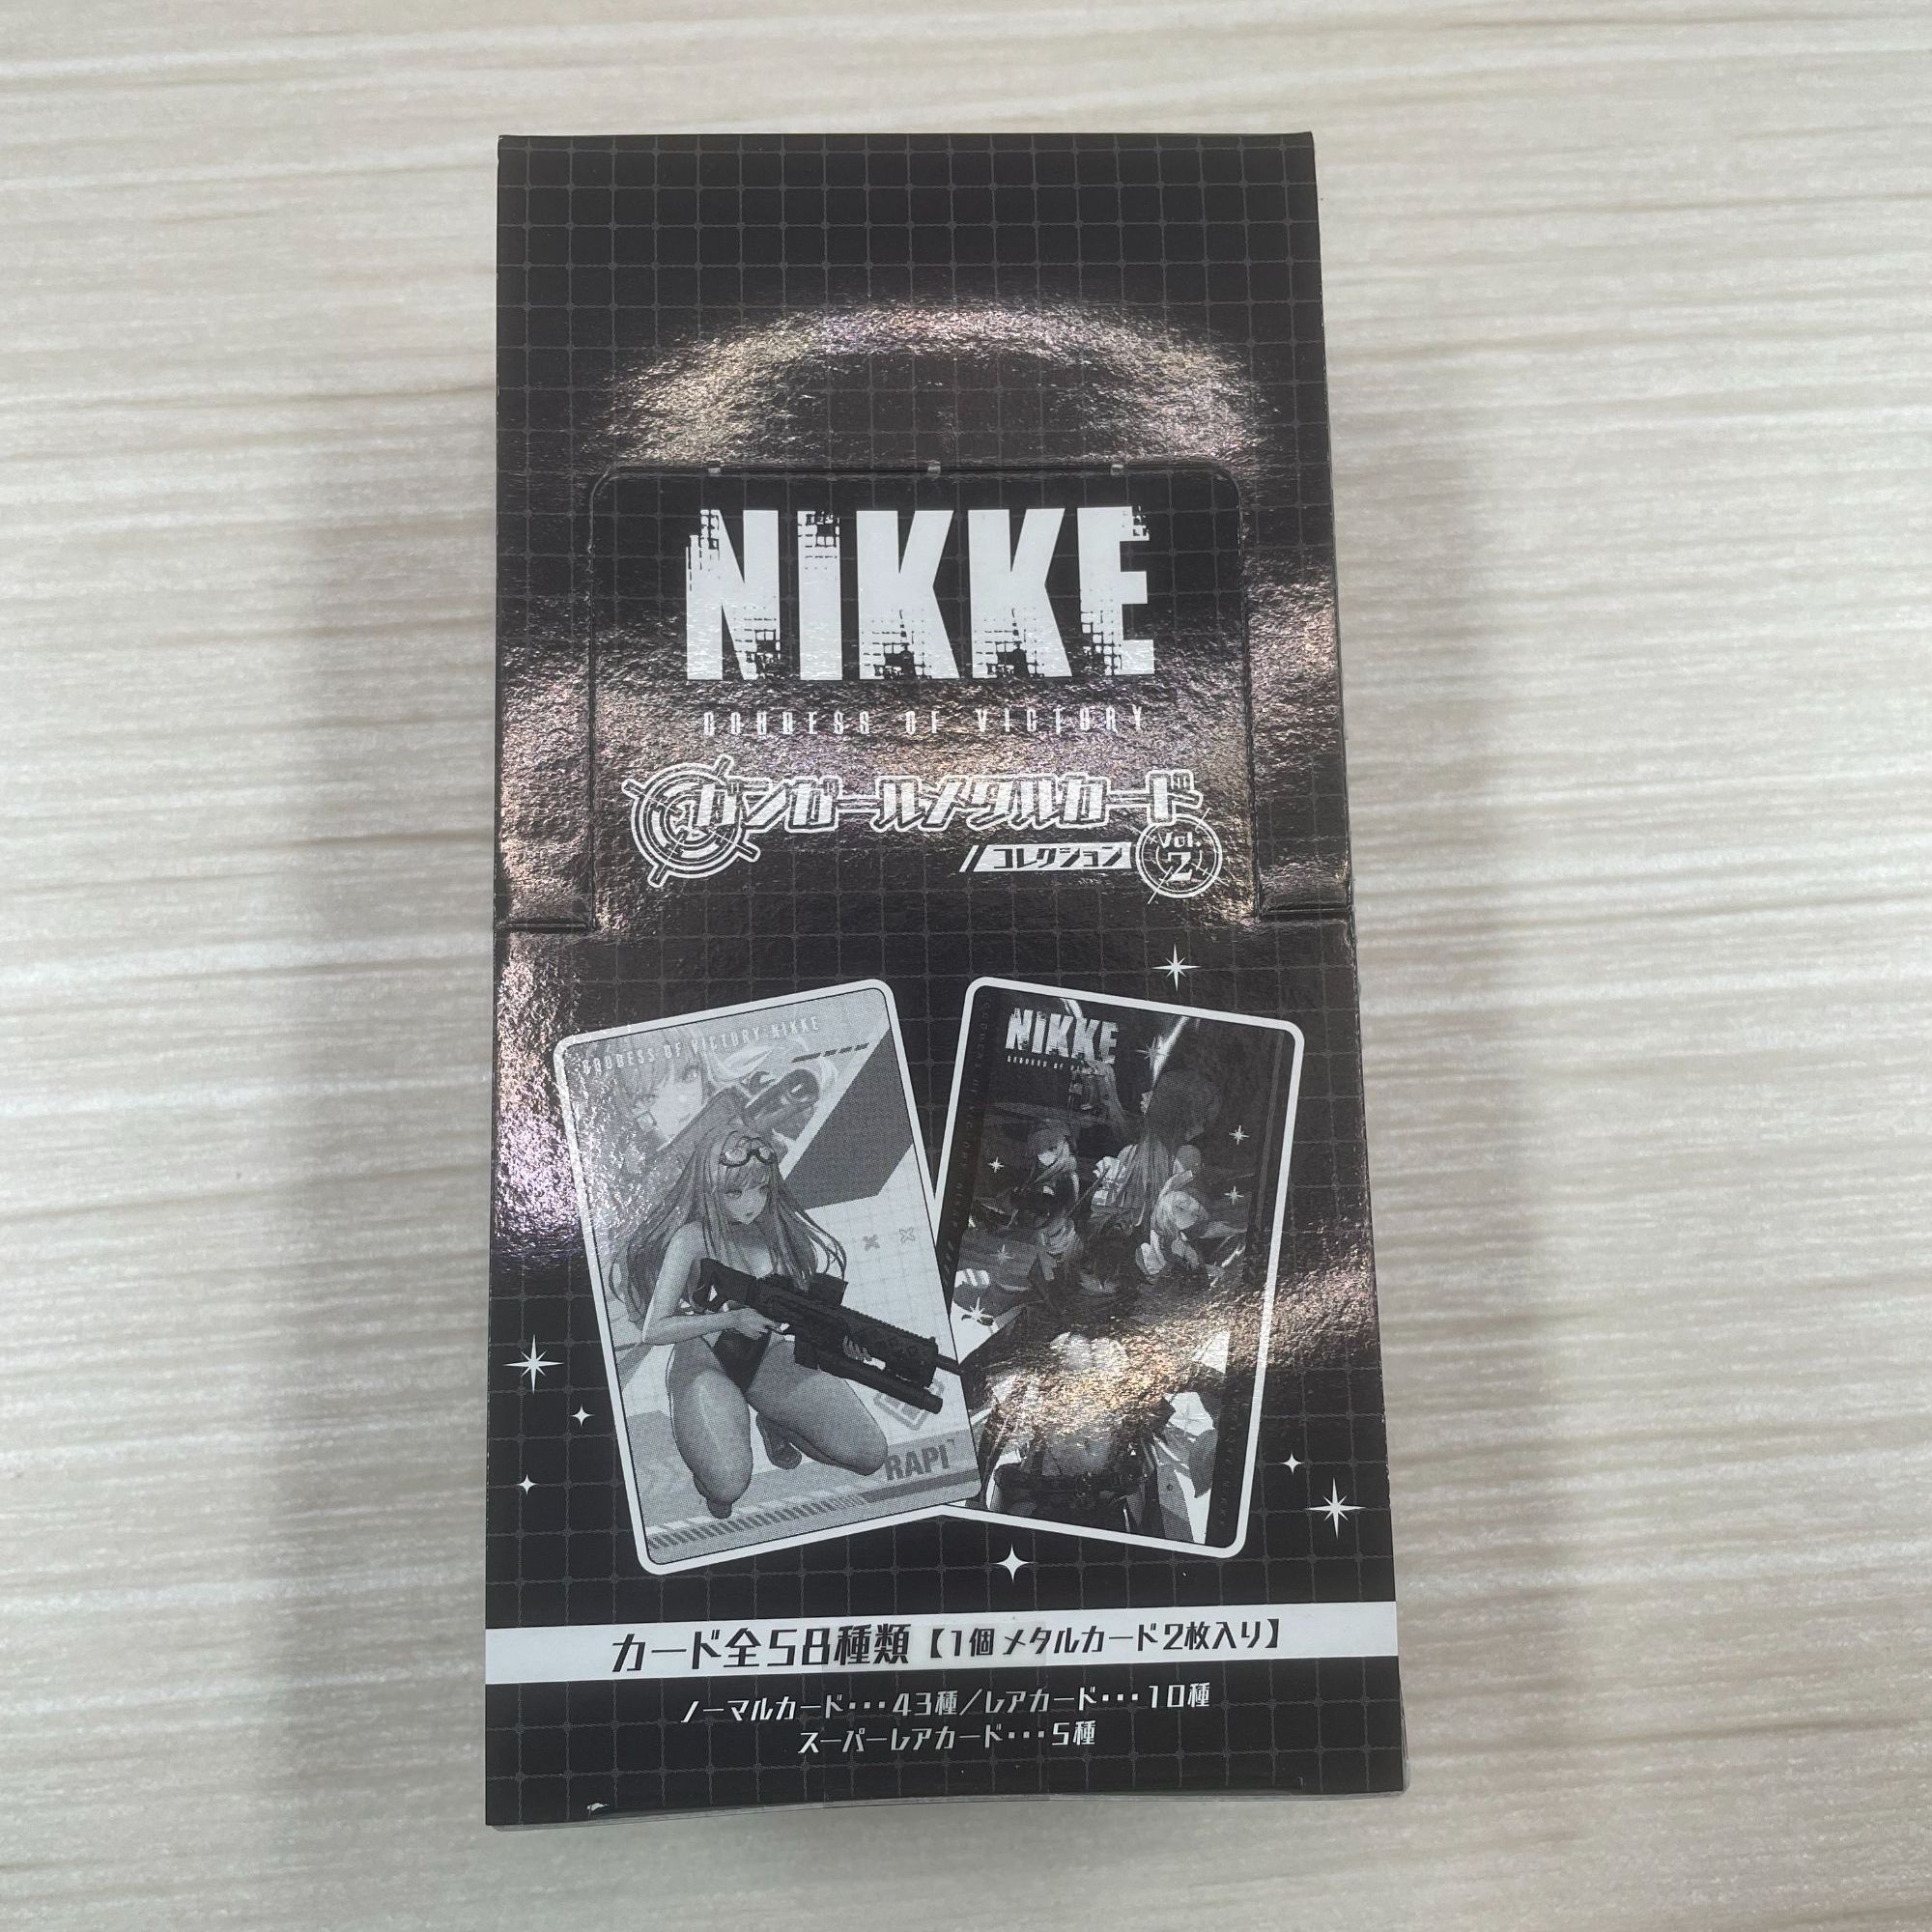 NIKKE
GODDESS OF VICTORY
ガンガールメタルカード
コレクション
Vol.
2
GODDESS OF VICTORY:NIKKE
RAPI
NIKKE
GODDESS OF VICTORY
カード全58種類【1個 メタルカード2枚入り】
ノーマルカード・・・43種/レアカード・・・10種
スーパーレアカード・・・5種